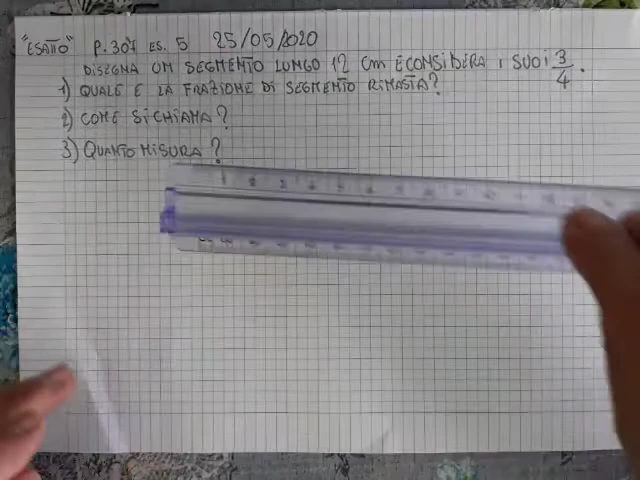 "ESATTO" P. 307 ES. 5 25/05/2020
DISEGNA UN SEGMENTO LUNGO 12 cm E CONSIDERA I SUOI 3/4.
1) QUALE E LA FRAZIONE DI SEGMENTO RIMASTA?
2) COME SI CHIAMA?
3) QUANTO MISURA?